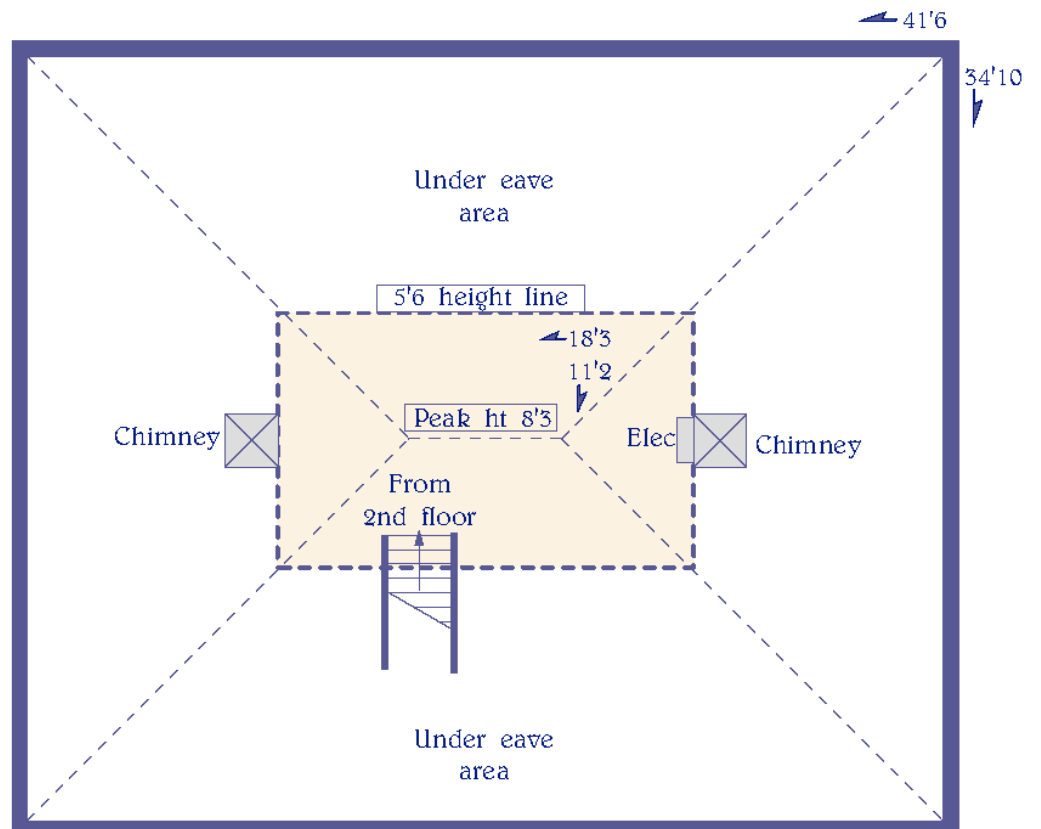 41'6
34'10
Under eave
area
5'6 height line
18'3
11'2
Peak ht 8'3
Chimney
Elec
Chimney
From
2nd floor
Under eave
area